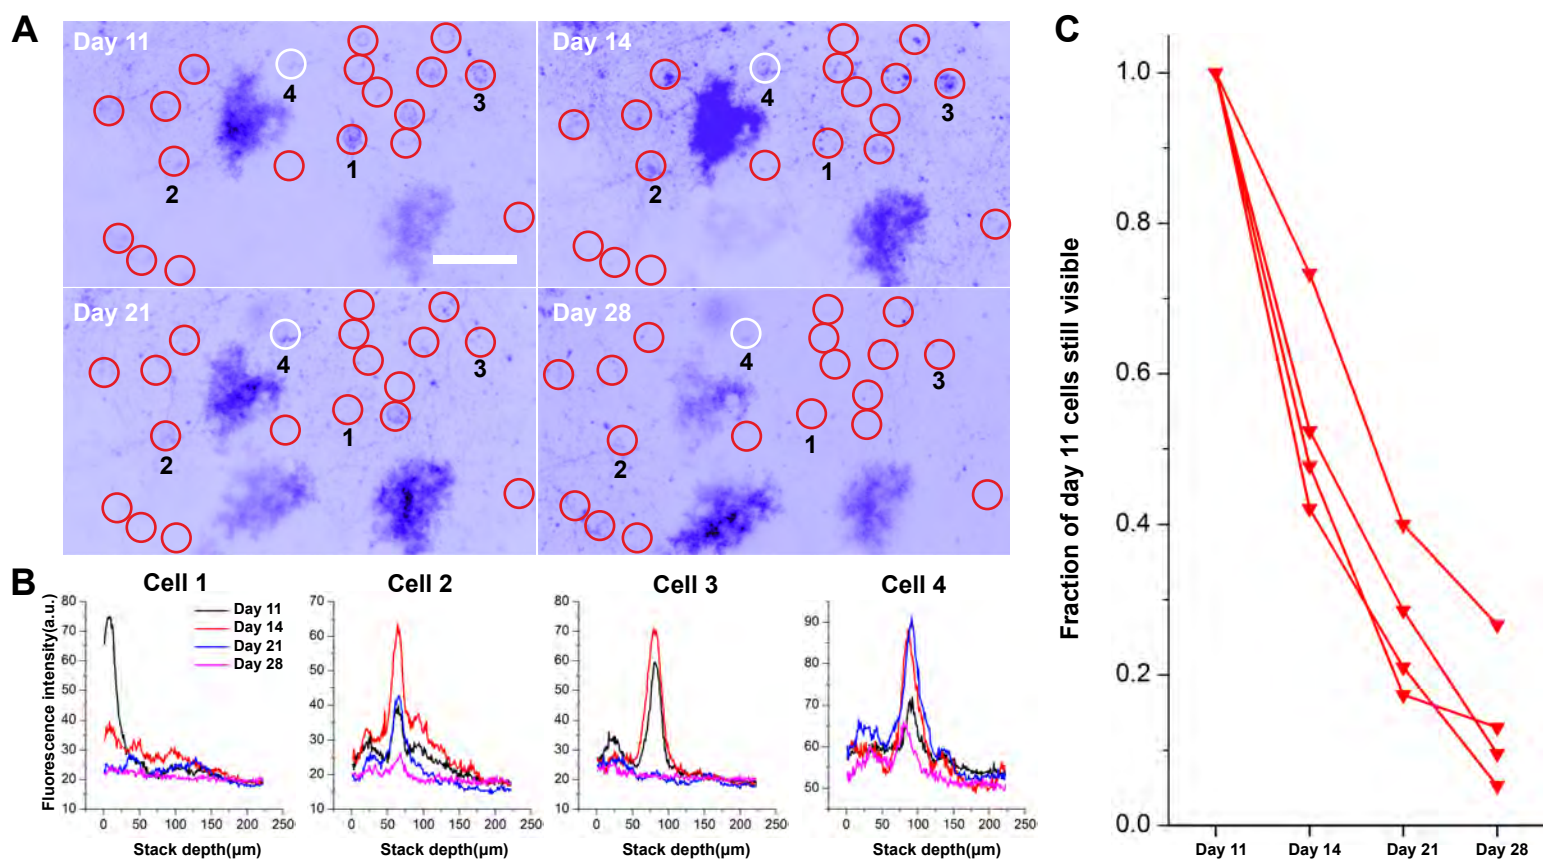 A
Day 11
4
3
1
2
Day 14
4
3
1
2
Day 21
4
3
1
2
Day 28
4
3
1
2
B
Cell 1
Cell 2
Cell 3
Cell 4
Fluorescence intensity(a.u.)
80
70
60
50
40
30
20
10
Day 11
Day 14
Day 21
Day 28
0 50 100 150 200 250
Stack depth(μm)
70
60
50
40
30
20
10
0 50 100 150 200 250
Stack depth(μm)
80
70
60
50
40
30
20
10
0 50 100 150 200 250
Stack depth(μm)
90
80
70
60
50
0 50 100 150 200 250
Stack depth(μm)
C
Fraction of day 11 cells still visible
1.0
0.8
0.6
0.4
0.2
0.0
Day 11 Day 14 Day 21 Day 28